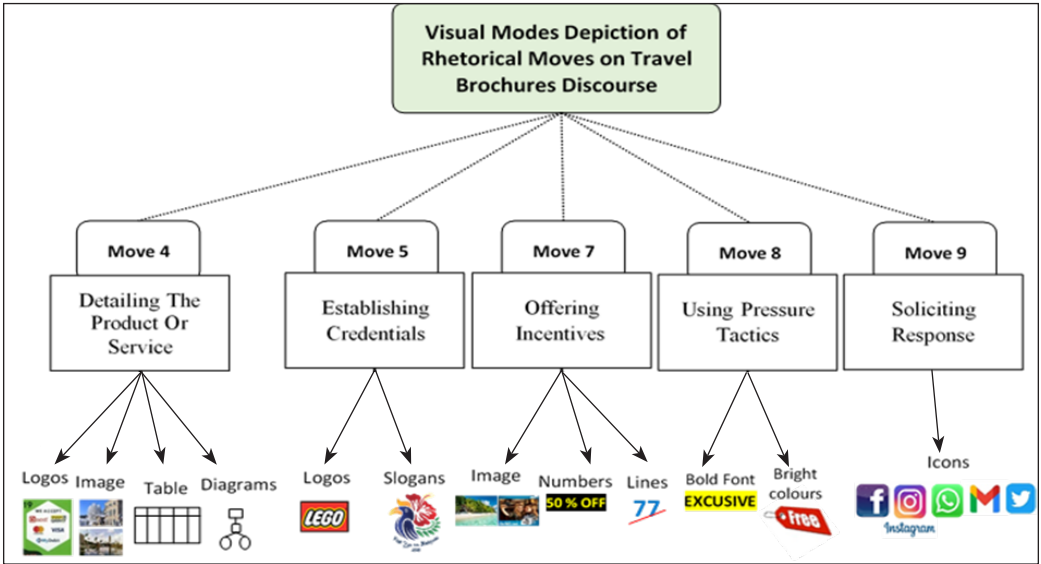 Visual Modes Depiction of
Rhetorical Moves on Travel
Brochures Discourse
Move 4
Detailing The
Product Or
Service
Move 5
Establishing
Credentials
Move 7
Offering
Incentives
Move 8
Using Pressure
Tactics
Move 9
Soliciting
Response
Logos
Image
Table
Diagrams
Logos
Slogans
Image
Numbers
Lines
Bold Font
Bright
colours
Icons
WE ACCEPT
VISA
LEGO
50 % OFF
77
EXCUSIVE
Free
Instagram